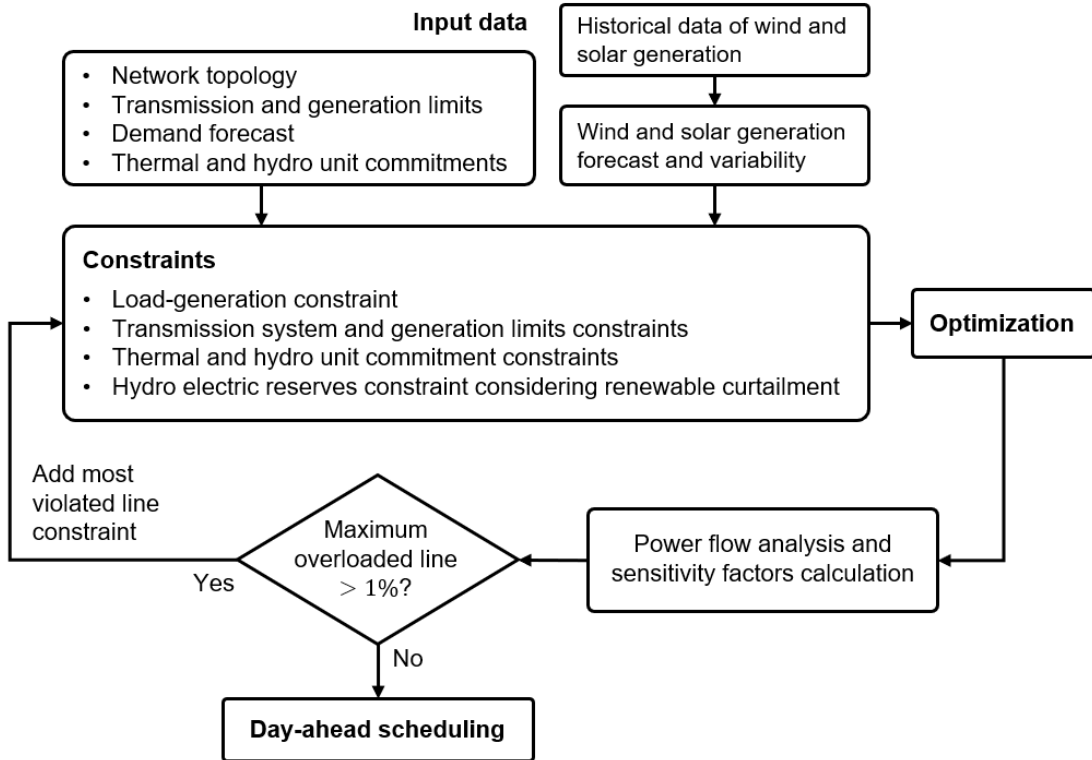 Input data
• Network topology
• Transmission and generation limits
• Demand forecast
• Thermal and hydro unit commitments
Historical data of wind and
solar generation
Wind and solar generation
forecast and variability
Constraints
• Load-generation constraint
• Transmission system and generation limits constraints
• Thermal and hydro unit commitment constraints
• Hydro electric reserves constraint considering renewable curtailment
Optimization
Power flow analysis and
sensitivity factors calculation
Maximum
overloaded line
> 1%?
Yes
Add most
violated line
constraint
No
Day-ahead scheduling